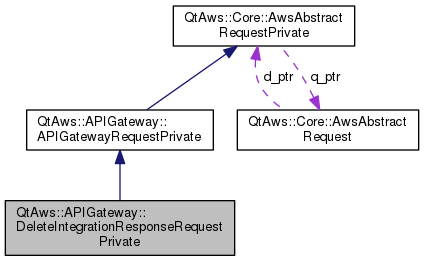 QtAws::Core::AwsAbstract
RequestPrivate
d_ptr
q_ptr
QtAws::APIGateway::
APIGatewayRequestPrivate
QtAws::Core::AwsAbstract
Request
QtAws::APIGateway::
DeleteIntegrationResponseRequest
Private